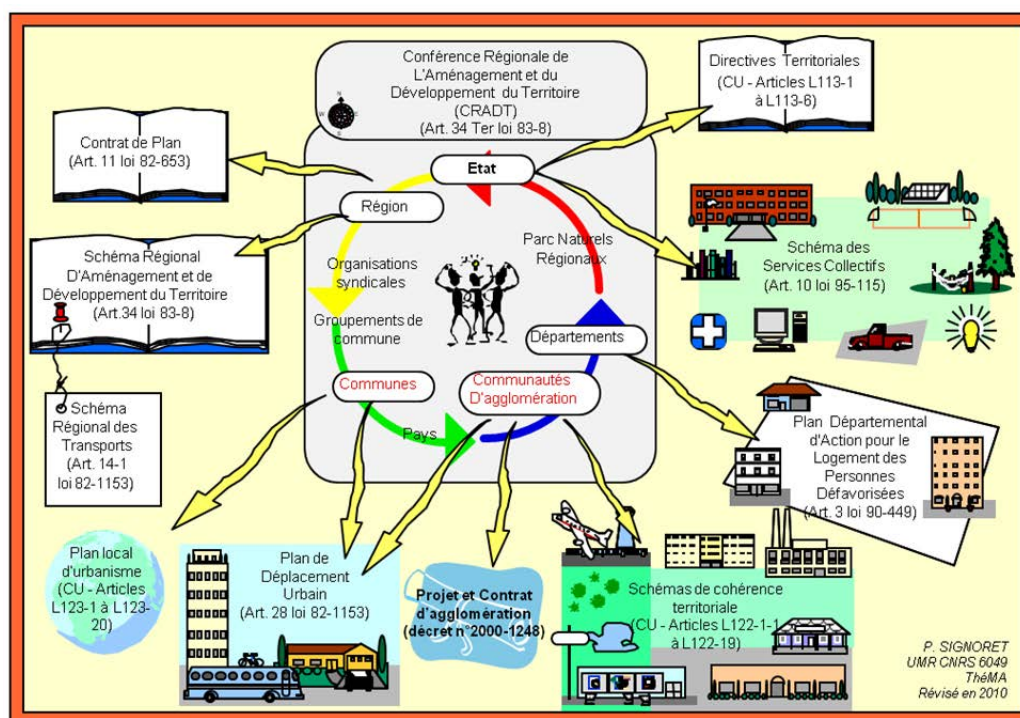 Conférence Régionale de
L'Aménagement et du
Développement du Territoire
(CRADT)
(Art. 34 Ter loi 83-8)
Directives Territoriales
(CU - Articles L113-1
à L113-6)
Contrat de Plan
(Art. 11 loi 82-653)
Etat
Région
Parc Naturels
Régionaux
Organisations
syndicales
Groupements de
commune
Départements
Communes
Communautés
D'agglomération
Pays
Schéma Régional
D'Aménagement et de
Développement du Territoire
(Art.34 loi 83-8)
Schéma des
Services Collectifs
(Art. 10 loi 95-115)
Schéma
Régional des
Transports
(Art. 14-1
loi 82-1153)
Plan Départemental
d'Action pour le
Logement des
Personnes
Défavorisées
(Art. 3 loi 90-449)
Plan local
d'urbanisme
(CU - Articles
L123-1 à L123-
20)
Plan de
Déplacement
Urbain
(Art. 28 loi 82-1153)
Projet et Contrat
d'agglomération
(décret n°2000-1248)
Schémas de cohérence
territoriale
(CU - Articles L122-1-1
à L122-19)
P. SIGNORET
UMR CNRS 6049
ThéMA
Révisé en 2010